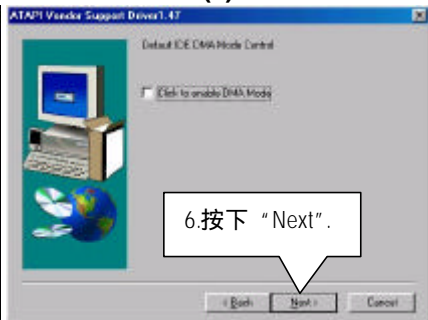 ATAPI Vendor Support Driver1.47
Default IDE DMA Mode Control
Click to enable DMA Mode
6.按下 “Next”.
< Back
Next >
Cancel